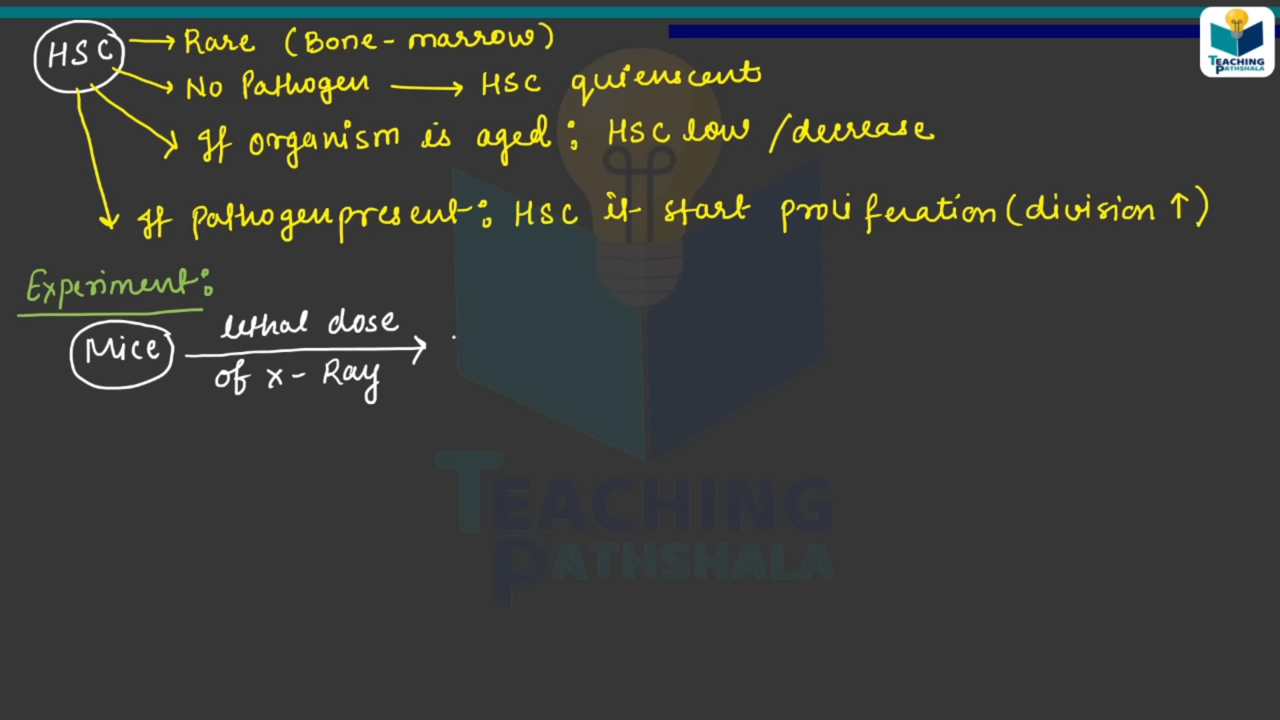 HSC → Rare (Bone-marrow)
No Pathogen → HSC quienscent
If organism is aged: HSC low /decrease
If pathogen present: HSC it start proliferation (division ↑)
Experiment:
Mice lethal dose
of x-Ray
TEACHING
PATHSHALA
TEACHING
PATHSHALA